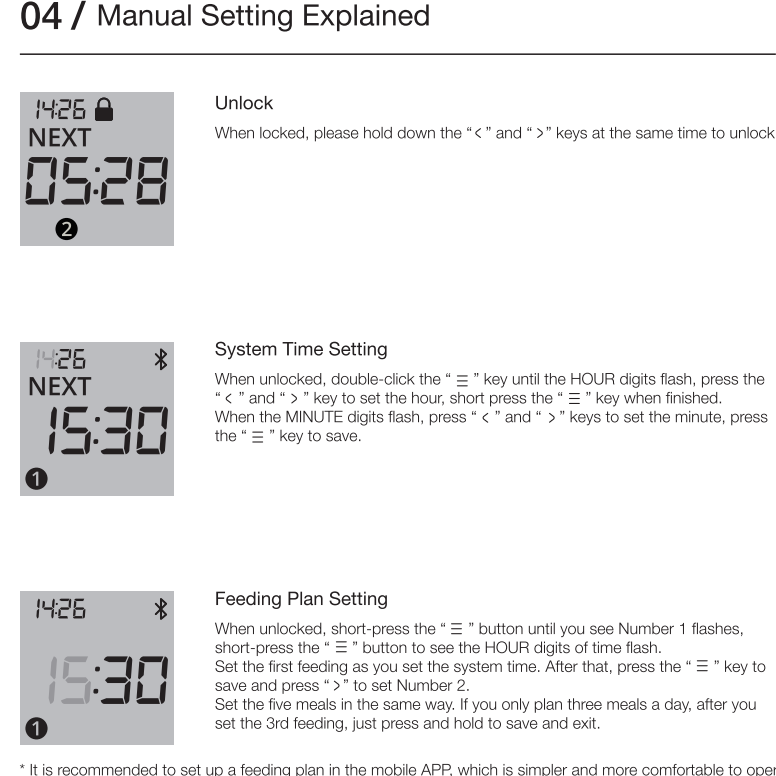 04 / Manual Setting Explained
14:26
NEXT
05:28
2
Unlock
When locked, please hold down the “ < ” and “ > ” keys at the same time to unlock
14:26
NEXT
15:30
1
System Time Setting
When unlocked, double-click the “ ☰ ” key until the HOUR digits flash, press the
“ < ” and “ > ” key to set the hour, short press the “ ☰ ” key when finished.
When the MINUTE digits flash, press “ < ” and “ > ” keys to set the minute, press
the “ ☰ ” key to save.
14:26
15:30
1
Feeding Plan Setting
When unlocked, short-press the “ ☰ ” button until you see Number 1 flashes,
short-press the “ ☰ ” button to see the HOUR digits of time flash.
Set the first feeding as you set the system time. After that, press the “ ☰ ” key to
save and press “ > ” to set Number 2.
Set the five meals in the same way. If you only plan three meals a day, after you
set the 3rd feeding, just press and hold to save and exit.
* It is recommended to set up a feeding plan in the mobile APP, which is simpler and more comfortable to